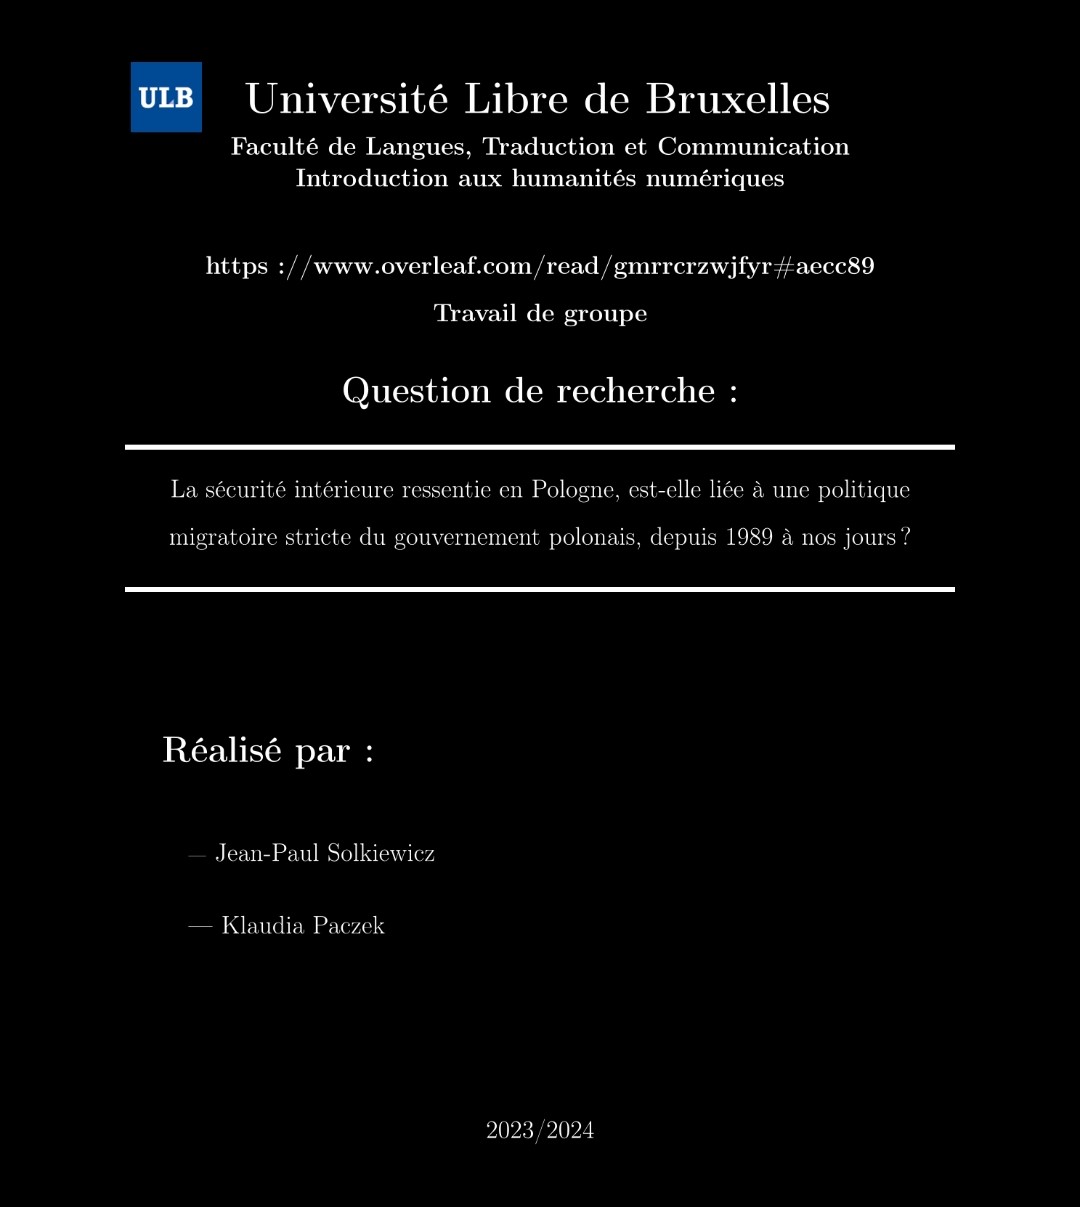 ULB
Université Libre de Bruxelles
Faculté de Langues, Traduction et Communication
Introduction aux humanités numériques
https ://www.overleaf.com/read/gmrrcrzwjfyr#aecc89
Travail de groupe
Question de recherche :
La sécurité intérieure ressentie en Pologne, est-elle liée à une politique
migratoire stricte du gouvernement polonais, depuis 1989 à nos jours ?
Réalisé par :
— Jean-Paul Solkiewicz
— Klaudia Paczek
2023/2024